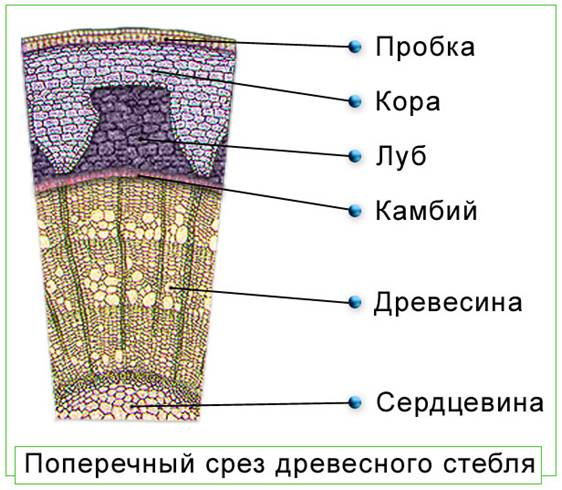 Пробка
Кора
Луб
Камбий
Древесина
Сердцевина
Поперечный срез древесного стебля